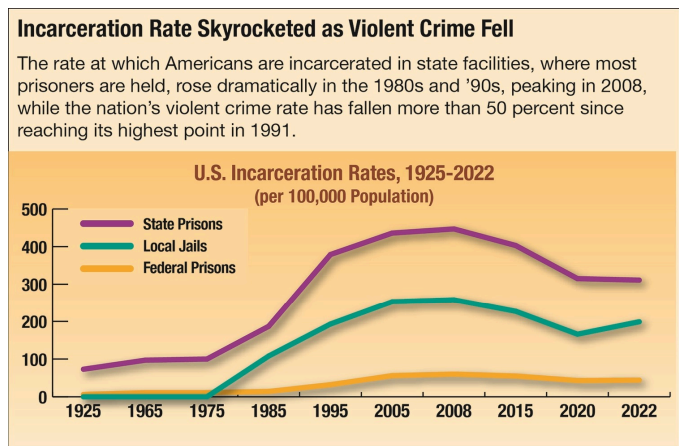 Incarceration Rate Skyrocketed as Violent Crime Fell
The rate at which Americans are incarcerated in state facilities, where most
prisoners are held, rose dramatically in the 1980s and ’90s, peaking in 2008,
while the nation’s violent crime rate has fallen more than 50 percent since
reaching its highest point in 1991.
U.S. Incarceration Rates, 1925-2022
(per 100,000 Population)
500
State Prisons
400
Local Jails
Federal Prisons
300
200
100
0
1925 1965 1975 1985 1995 2005 2008 2015 2020 2022